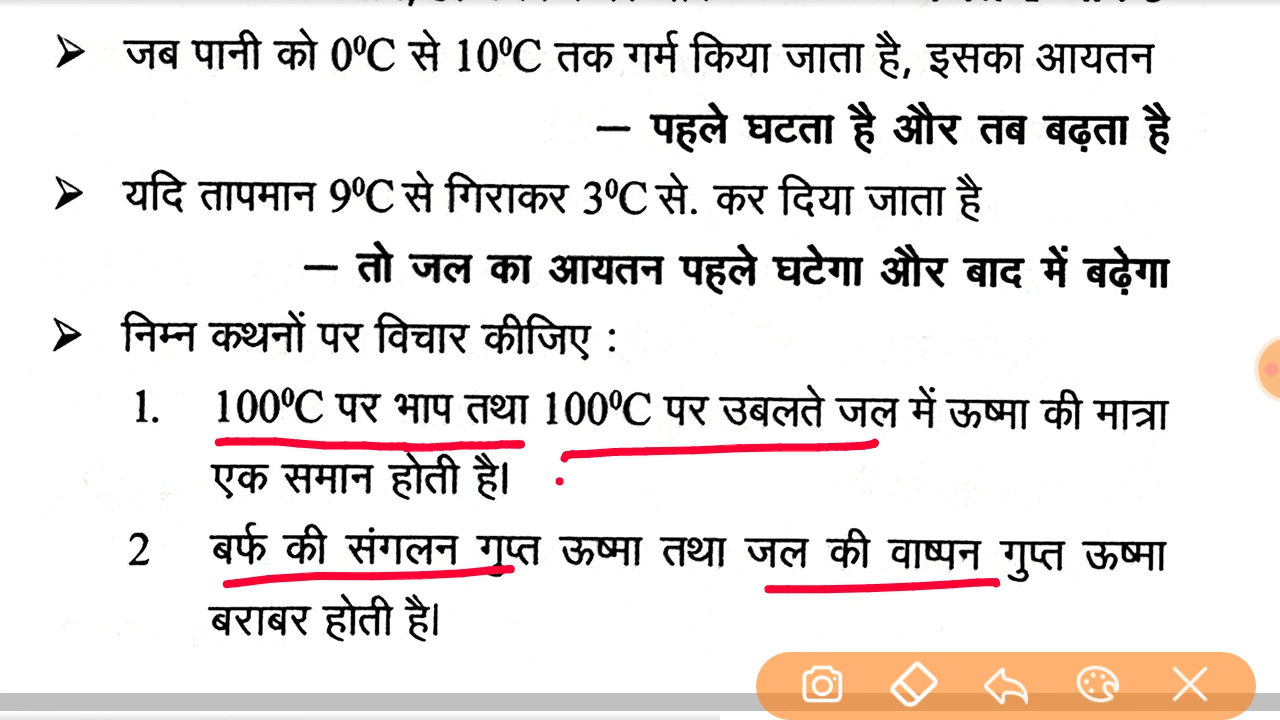 ➢ जब पानी को 0⁰C से 10⁰C तक गर्म किया जाता है, इसका आयतन
— पहले घटता है और तब बढ़ता है
➢ यदि तापमान 9⁰C से गिराकर 3⁰C से. कर दिया जाता है
— तो जल का आयतन पहले घटेगा और बाद में बढ़ेगा
➢ निम्न कथनों पर विचार कीजिए :
1. 100⁰C पर भाप तथा 100⁰C पर उबलते जल में ऊष्मा की मात्रा
एक समान होती है।
2 बर्फ की संगलन गुप्त ऊष्मा तथा जल की वाष्पन गुप्त ऊष्मा
बराबर होती है।